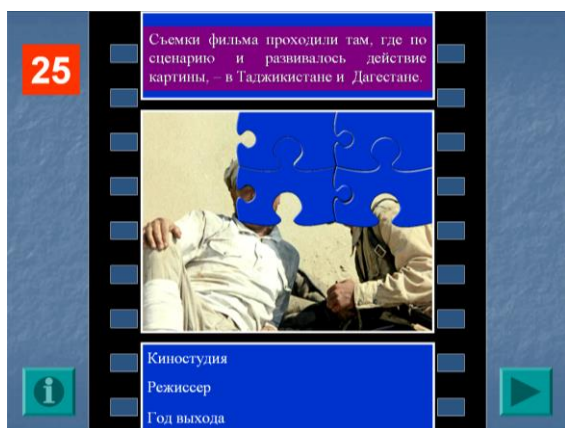 25
Съемки фильма проходили там, где по
сценарию и развивалось действие
картины, – в Таджикистане и Дагестане.
Киностудия
Режиссер
Год выхода